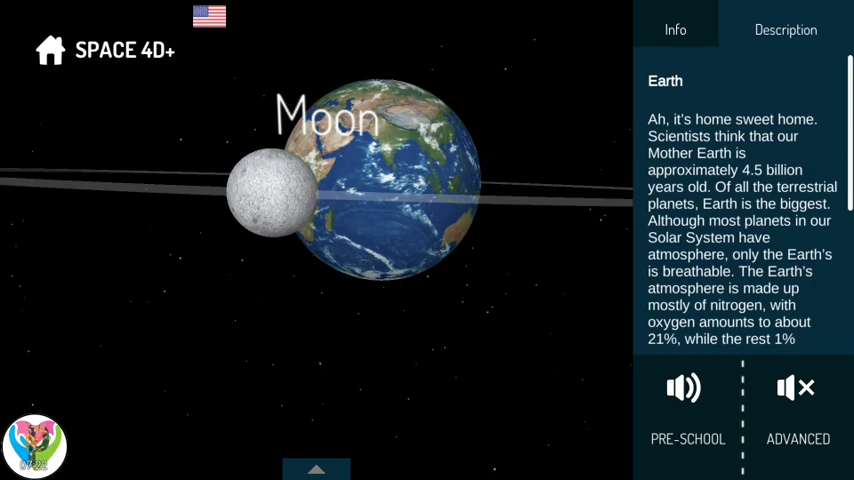 SPACE 4D+
Moon
Info
Description
Earth
Ah, it's home sweet home.
Scientists think that our
Mother Earth is
approximately 4.5 billion
years old. Of all the terrestrial
planets, Earth is the biggest.
Although most planets in our
Solar System have
atmosphere, only the Earth's
is breathable. The Earth's
atmosphere is made up
mostly of nitrogen, with
oxygen amounts to about
21%, while the rest 1%
PRE-SCHOOL
ADVANCED
07:22